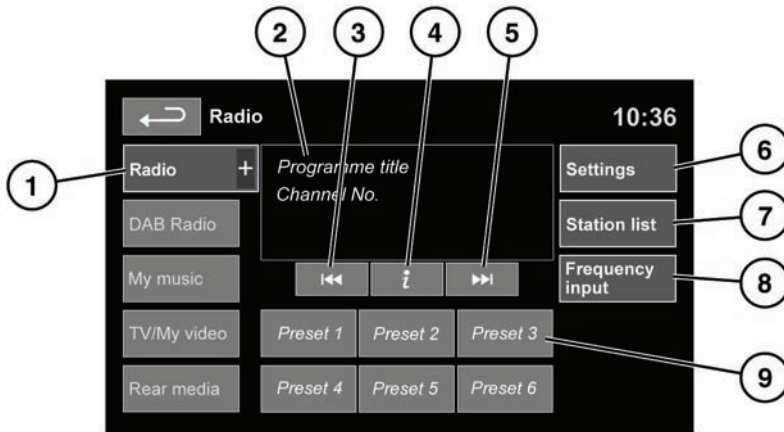 2
3
4
5
Radio
10:36
1
Radio +
Programme title
Channel No.
Settings
6
DAB Radio
Station list
7
My music
i
Frequency
input
8
TV/My video
Preset 1
Preset 2
Preset 3
9
Rear media
Preset 4
Preset 5
Preset 6